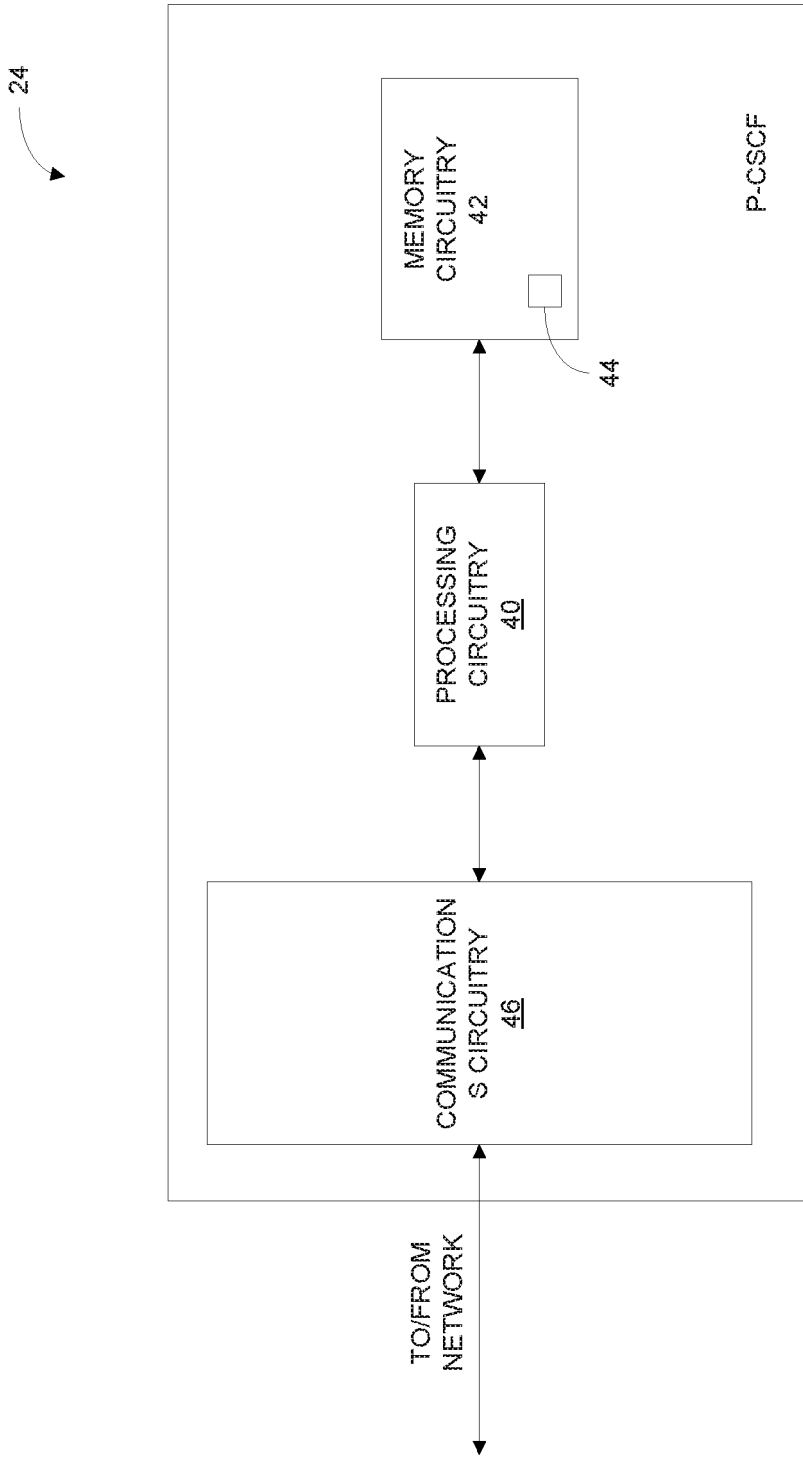 24
MEMORY
CIRCUITRY
42
44
P-CSCF
PROCESSING
CIRCUITRY
40
COMMUNICATION
S CIRCUITRY
46
TO/FROM
NETWORK